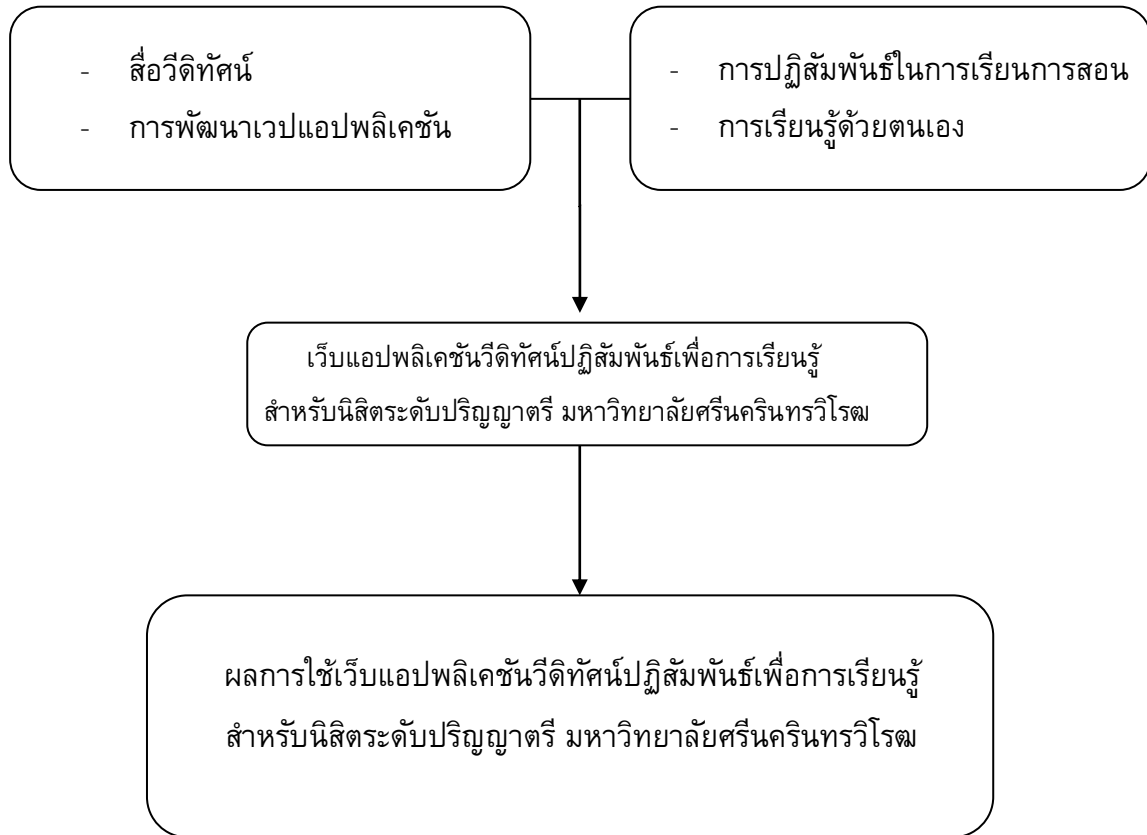 - สื่อวีดิทัศน์
- การพัฒนาเวปแอปพลิเคชัน
- การปฏิสัมพันธ์ในการเรียนการสอน
- การเรียนรู้ด้วยตนเอง
เว็บแอปพลิเคชันวีดิทัศน์ปฏิสัมพันธ์เพื่อการเรียนรู้
สำหรับนิสิตระดับปริญญาตรี มหาวิทยาลัยศรีนครินทรวิโรฒ
ผลการใช้เว็บแอปพลิเคชันวีดิทัศน์ปฏิสัมพันธ์เพื่อการเรียนรู้
สำหรับนิสิตระดับปริญญาตรี มหาวิทยาลัยศรีนครินทรวิโรฒ